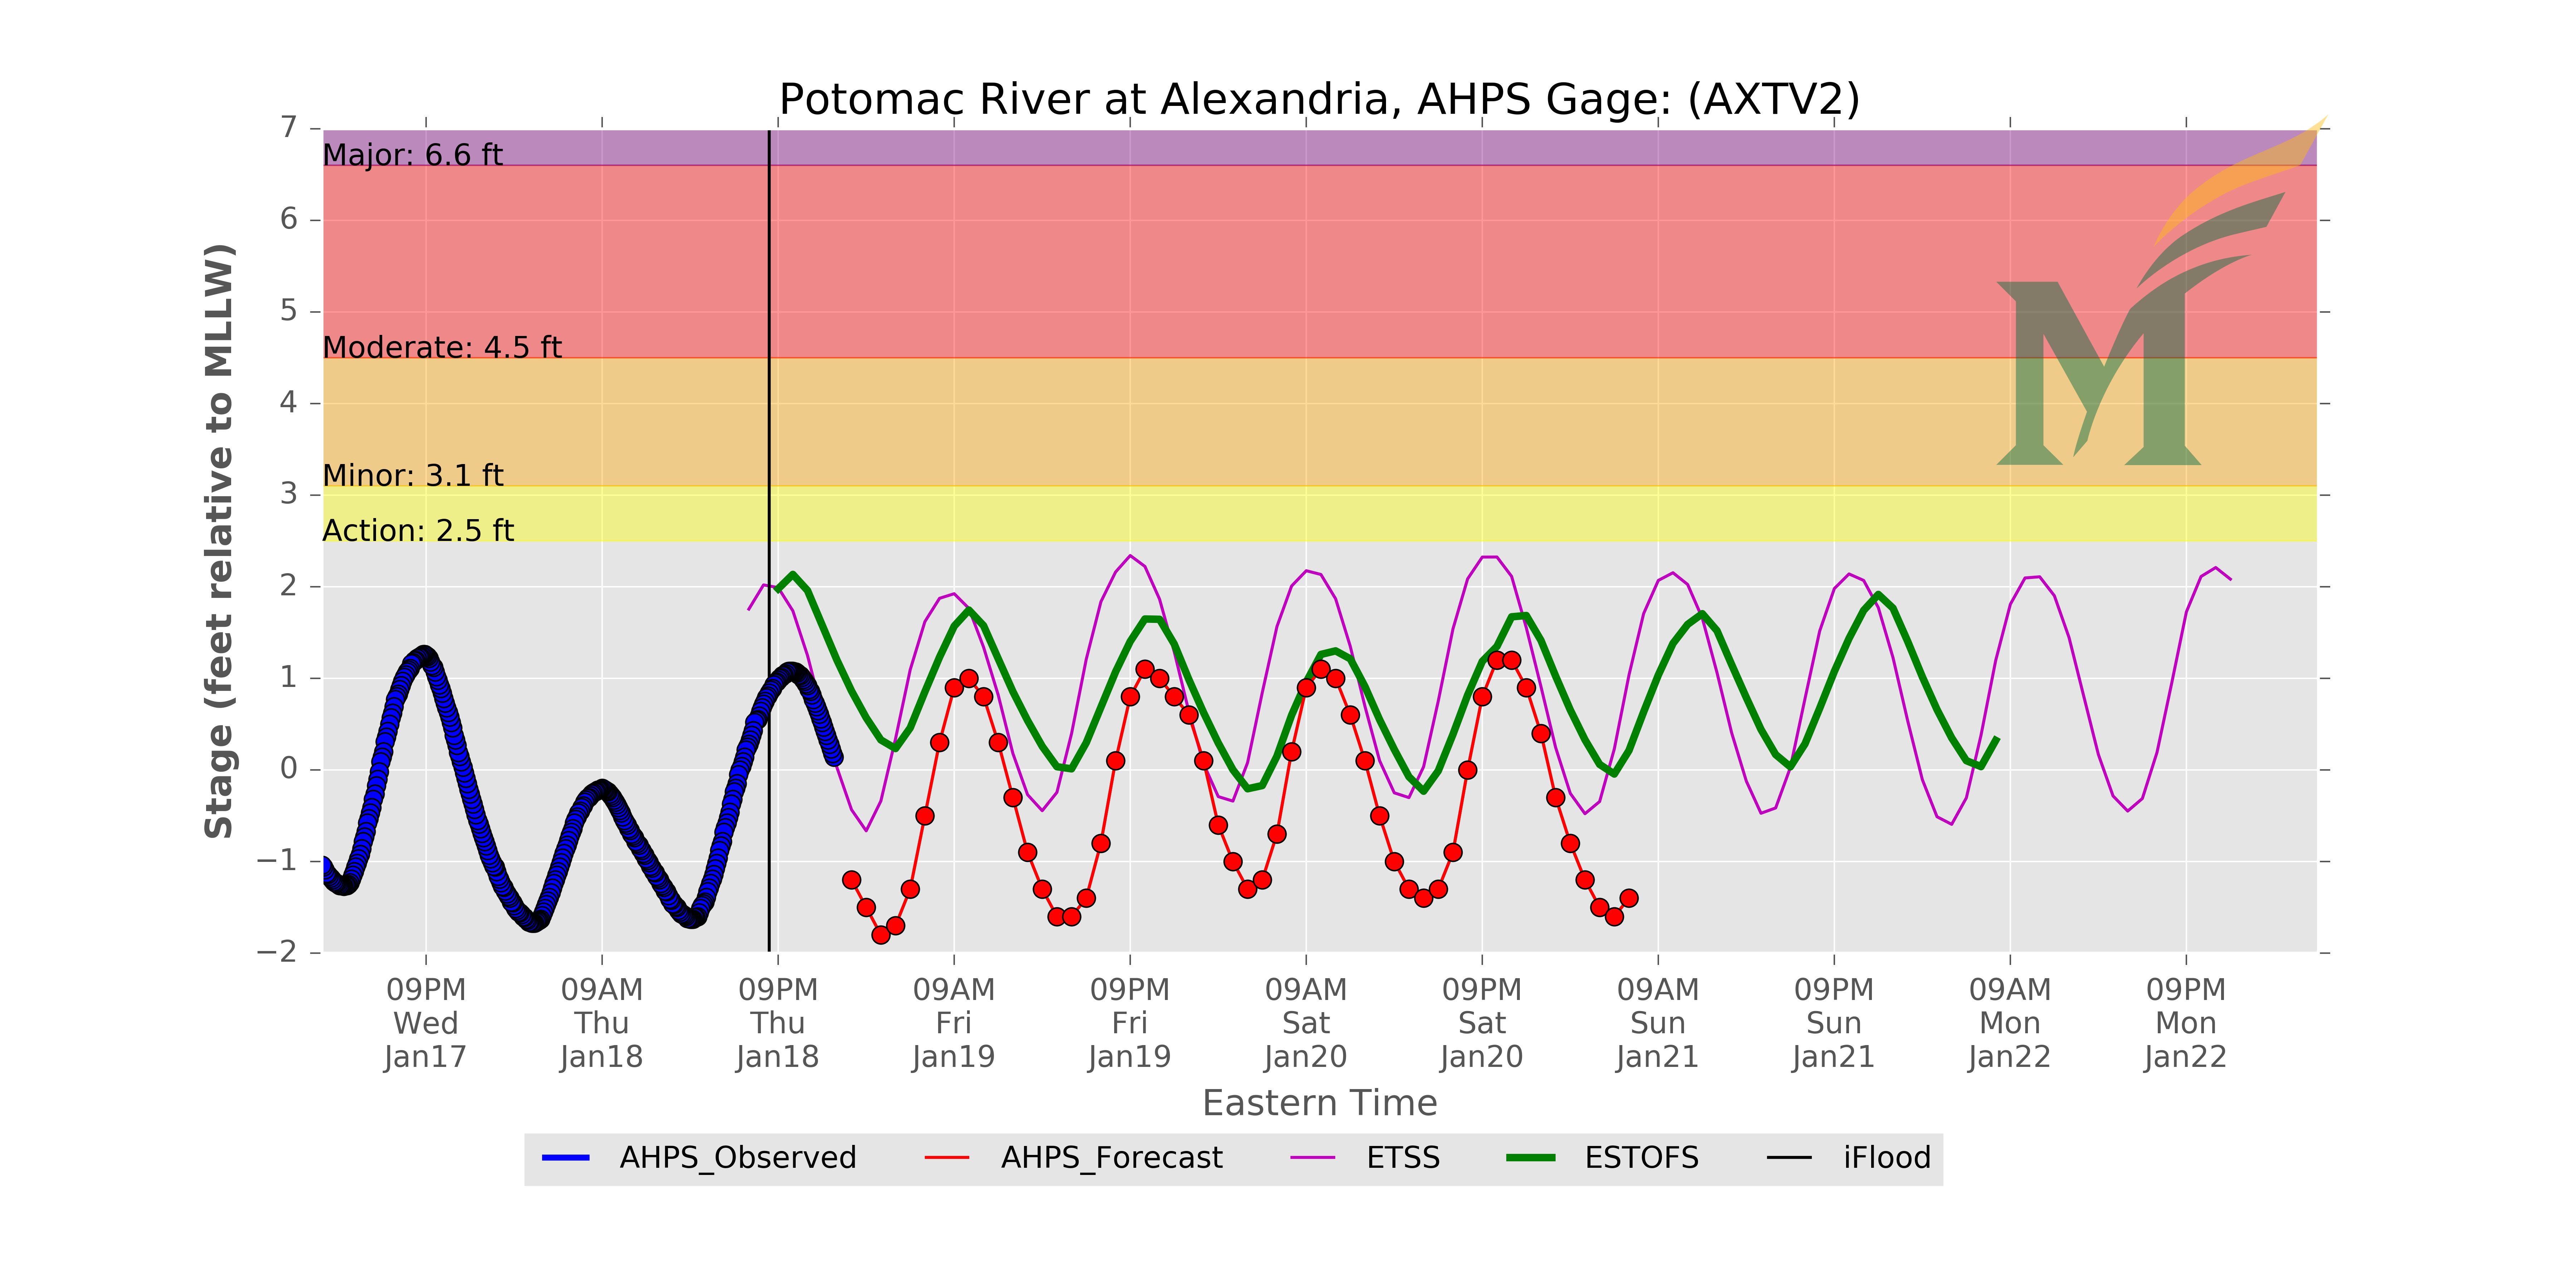 Potomac River at Alexandria, AHPS Gage: (AXTV2)
Stage (feet relative to MLLW)
7
6
5
4
3
2
1
0
−1
−2
Major: 6.6 ft
Moderate: 4.5 ft
Minor: 3.1 ft
Action: 2.5 ft
M
09PM 09AM 09PM 09AM 09PM 09AM 09PM 09AM 09PM 09AM 09PM
Wed Thu Thu Fri Fri Sat Sat Sun Sun Mon Mon
Jan17 Jan18 Jan18 Jan19 Jan19 Jan20 Jan20 Jan21 Jan21 Jan22 Jan22
Eastern Time
AHPS_Observed AHPS_Forecast ETSS ESTOFS iFlood